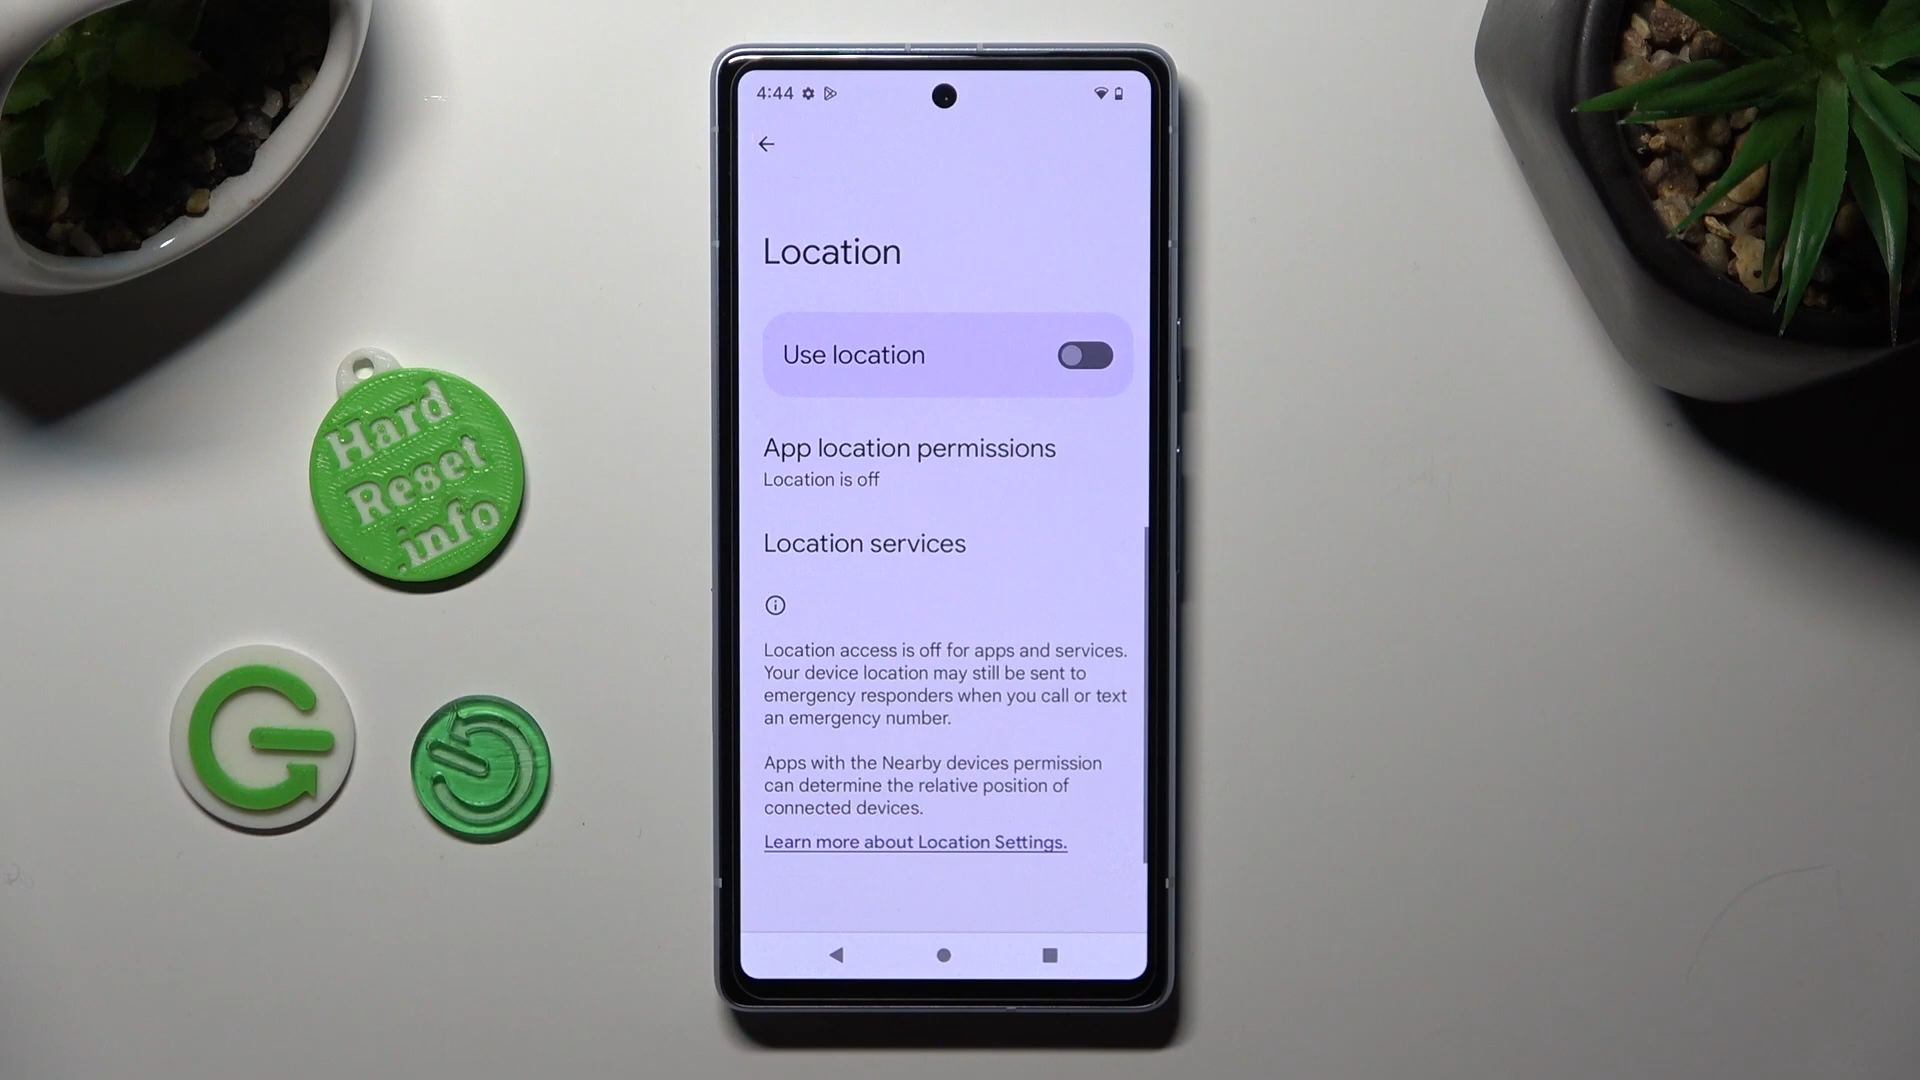 4:44
Location
Use location
App location permissions
Location is off
Location services
Location access is off for apps and services.
Your device location may still be sent to
emergency responders when you call or text
an emergency number.
Apps with the Nearby devices permission
can determine the relative position of
connected devices.
Learn more about Location Settings.
Hard
Reset
.info